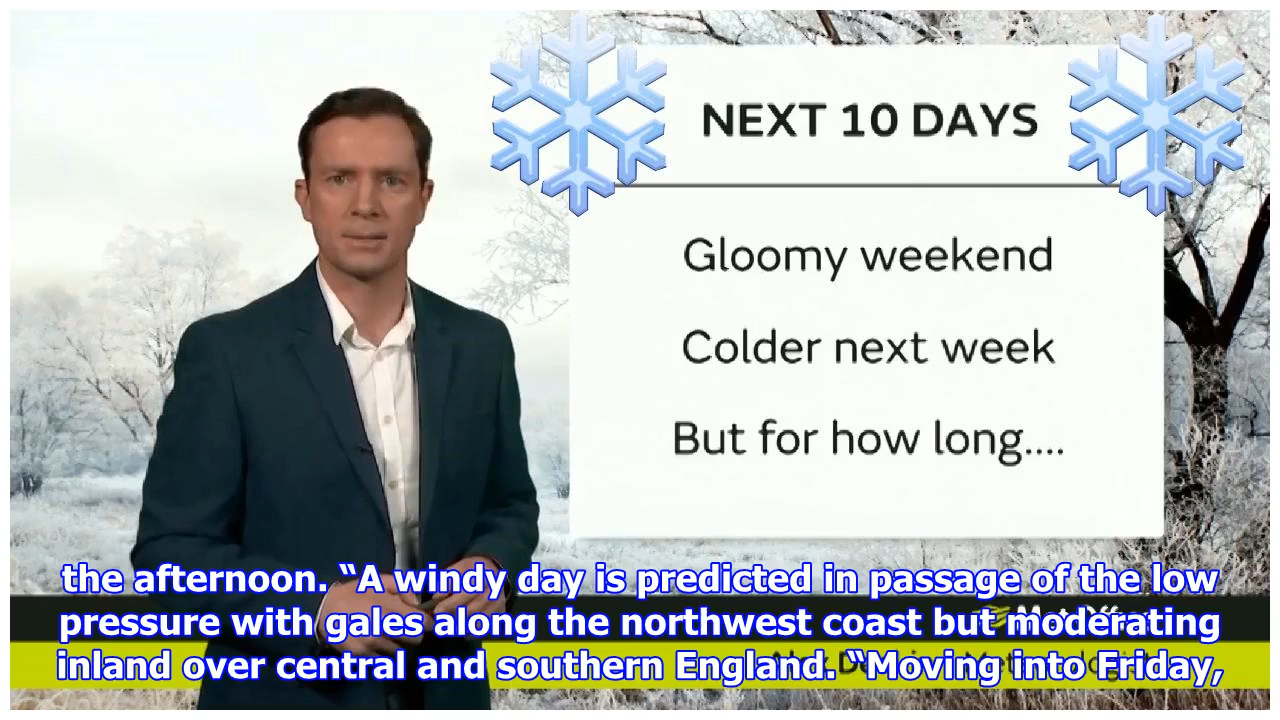 NEXT 10 DAYS
Gloomy weekend
Colder next week
But for how long....
the afternoon. “A windy day is predicted in passage of the low
pressure with gales along the northwest coast but moderating
inland over central and southern England. “Moving into Friday,